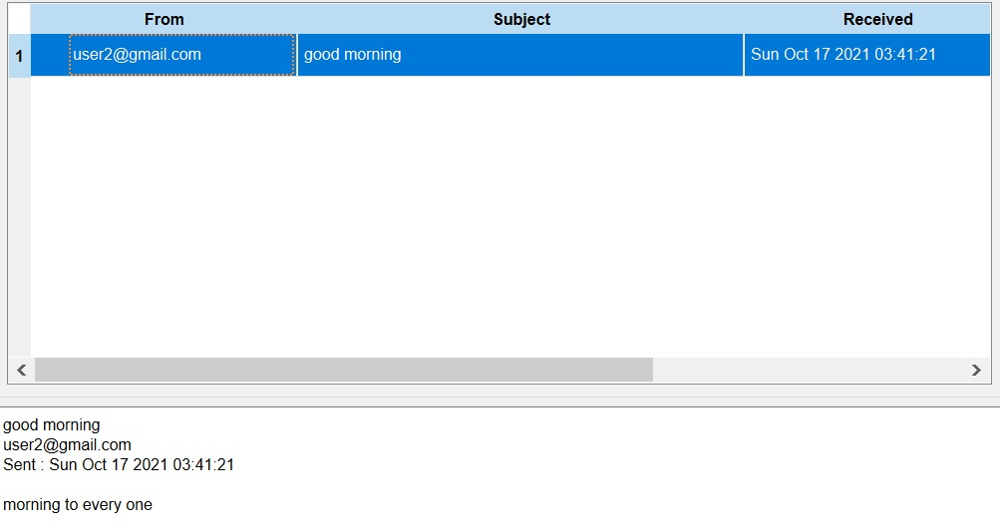 From Subject Received
1 user2@gmail.com good morning Sun Oct 17 2021 03:41:21
good morning
user2@gmail.com
Sent : Sun Oct 17 2021 03:41:21
morning to every one